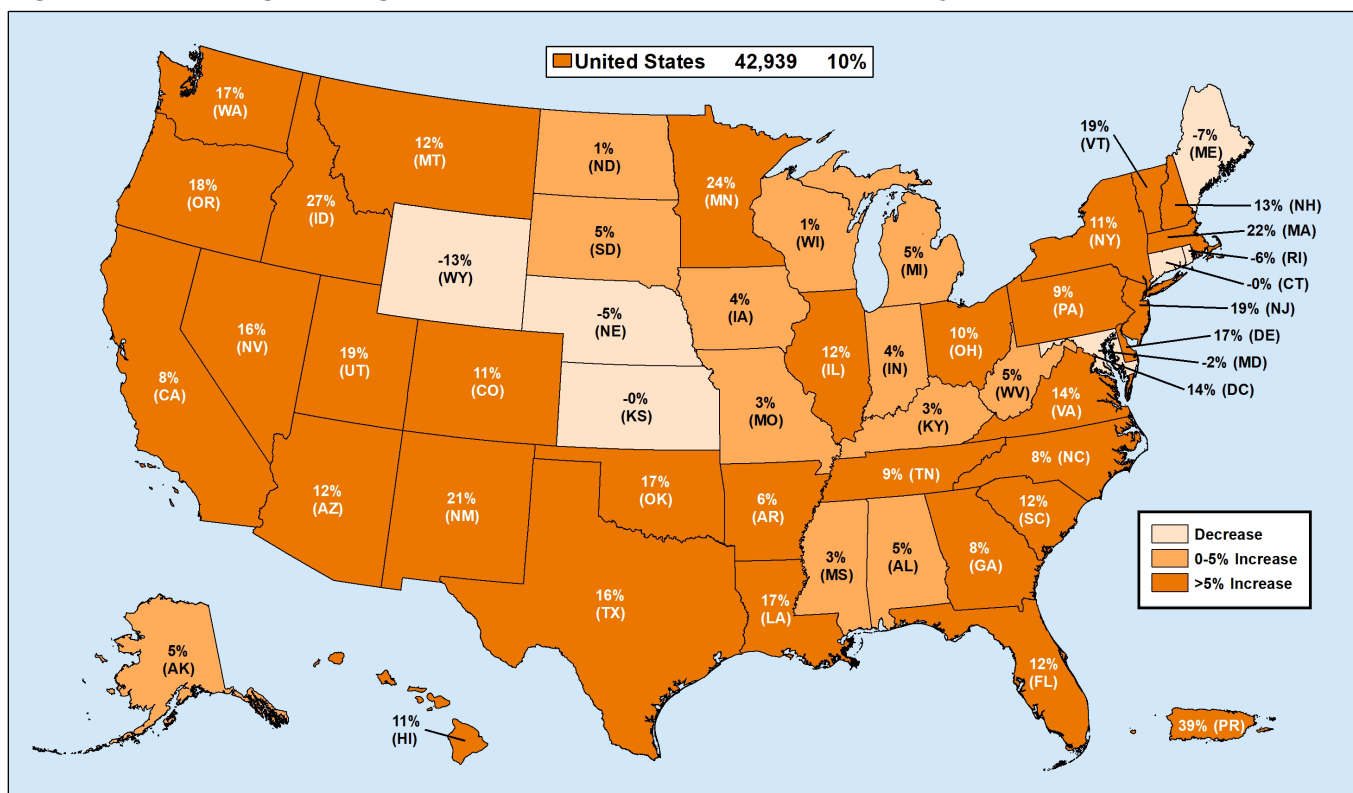 United States 42,939 10%
17%
(WA)
12%
(MT)
1%
(ND)
24%
(MN)
19%
(VT)
-7%
(ME)
18%
(OR)
27%
(ID)
5%
(SD)
1%
(WI)
5%
(MI)
11%
(NY)
13% (NH)
22% (MA)
-6% (RI)
-0% (CT)
19% (NJ)
17% (DE)
-2% (MD)
14% (DC)
-13%
(WY)
-5%
(NE)
4%
(IA)
9%
(PA)
8%
(CA)
16%
(NV)
19%
(UT)
11%
(CO)
-0%
(KS)
3%
(MO)
12%
(IL)
4%
(IN)
10%
(OH)
5%
(WV)
14%
(VA)
3%
(KY)
12%
(AZ)
21%
(NM)
17%
(OK)
6%
(AR)
9% (TN)
8% (NC)
12%
(SC)
16%
(TX)
17%
(LA)
3%
(MS)
5%
(AL)
8%
(GA)
12%
(FL)
Decrease
0-5% Increase
>5% Increase
5%
(AK)
11%
(HI)
39% (PR)